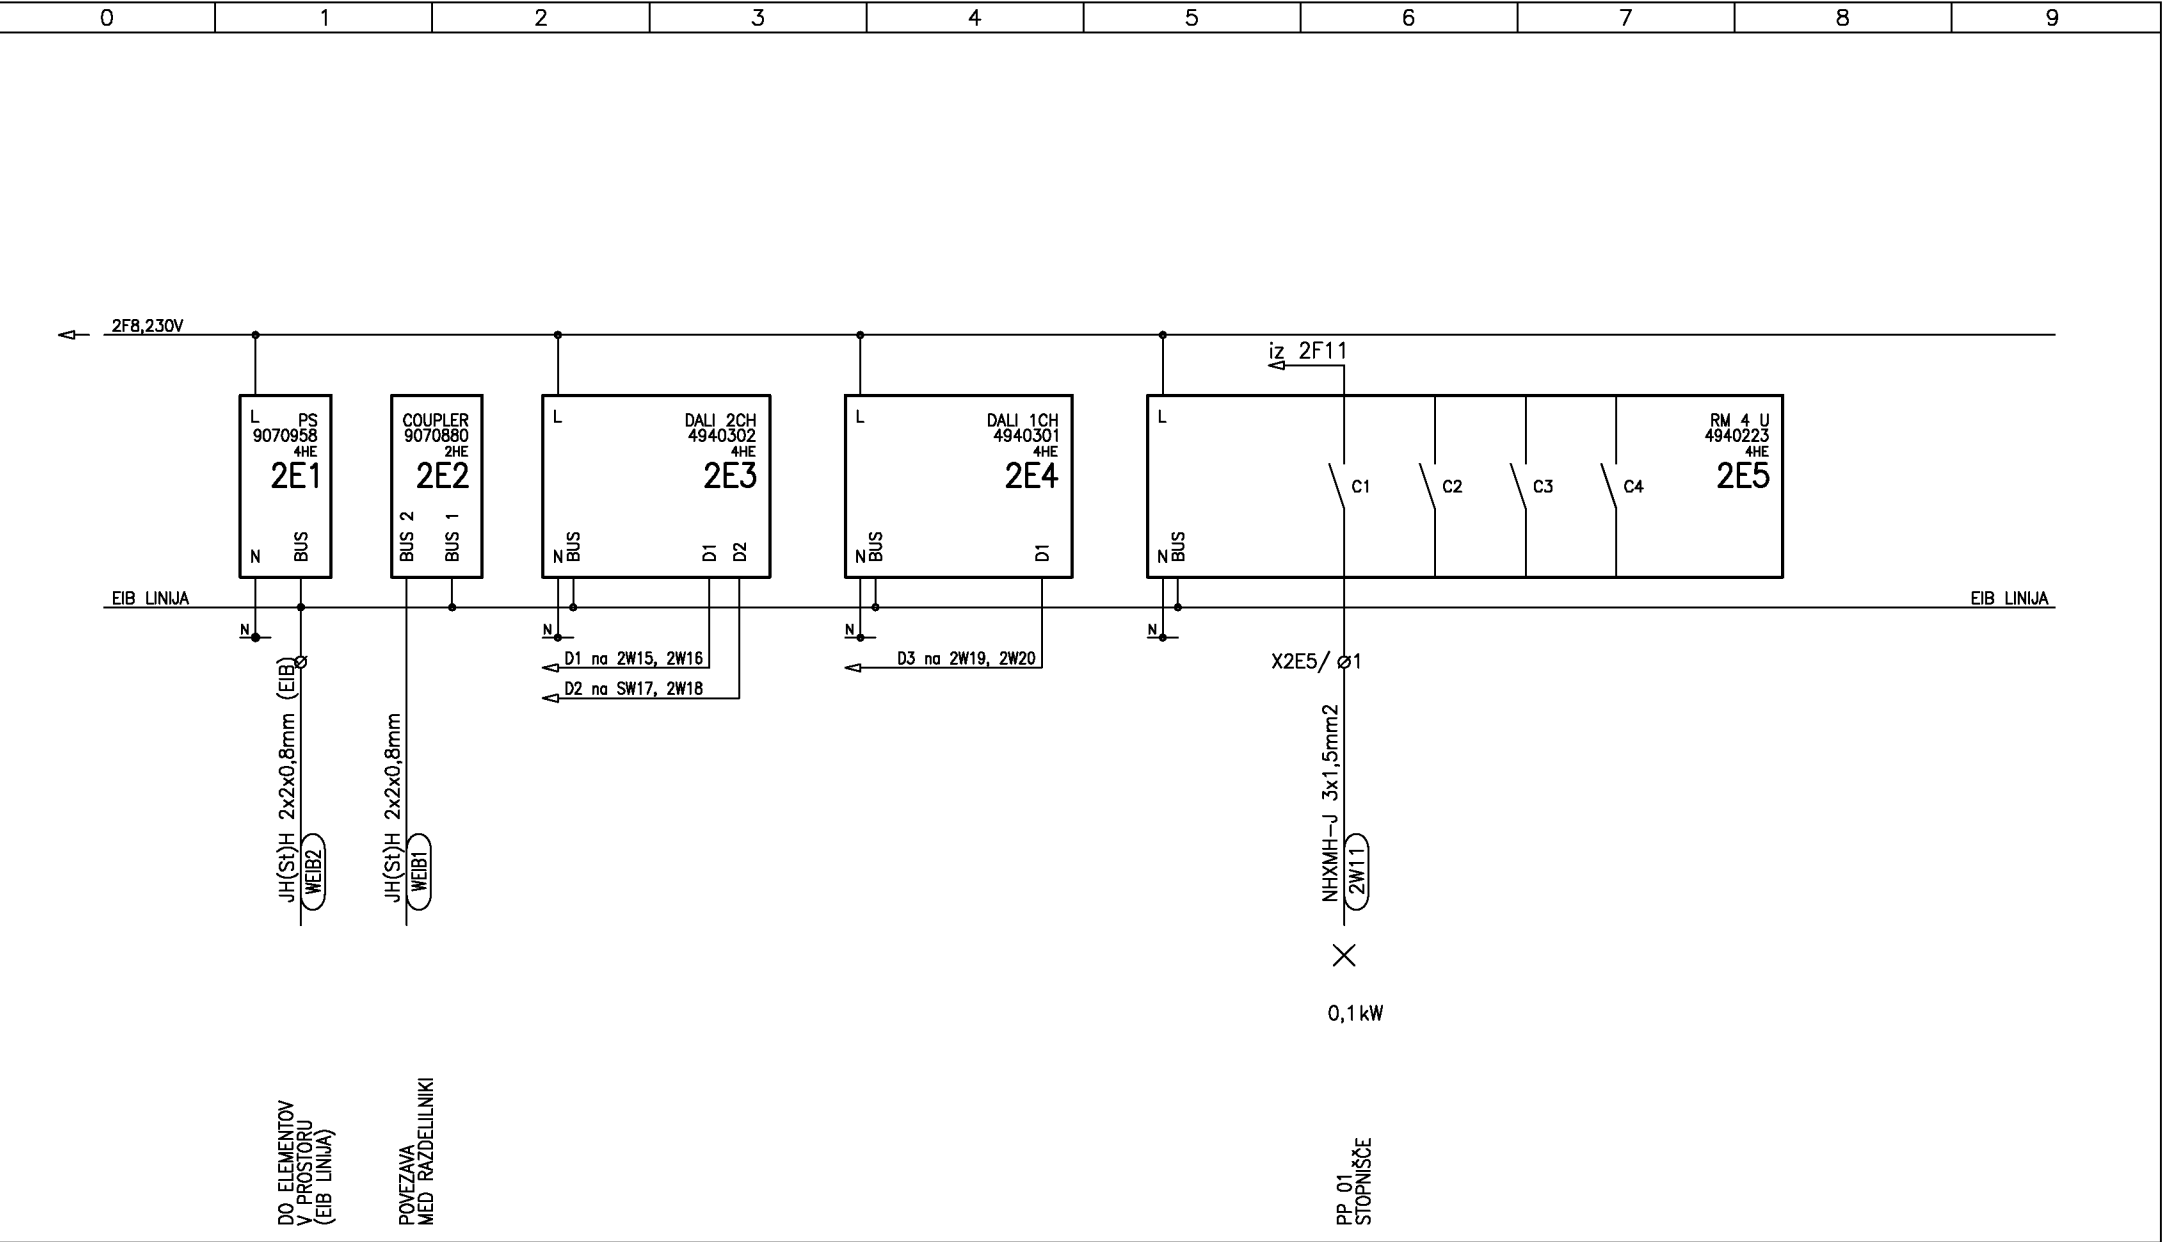 0 1 2 3 4 5 6 7 8 9
2F8,230V
iz 2F11
L PS
9070958
4HE
2E1
N BUS
COUPLER
9070880
2HE
2E2
BUS 2 BUS 1
L DALI 2CH
4940302
4HE
2E3
N BUS D1 D2
L DALI 1CH
4940301
4HE
2E4
N BUS D1
L RM 4 U
4940223
4HE
2E5
C1 C2 C3 C4
N BUS
EIB LINIJA EIB LINIJA
N N N N
D1 na 2W15, 2W16
D2 na SW17, 2W18
D3 na 2W19, 2W20
X2E5/ 1
JH(St)H 2x2x0,8mm (EIB)
WEIB2
JH(St)H 2x2x0,8mm
WEIB1
NHXMH-J 3x1,5mm2
2W11
0,1kW
DO ELEMENTOV
V PROSTORU
(EIB LINIJA)
POVEZAVA
MED RAZDELILNIKI
PP 01
STOPNIŠČE